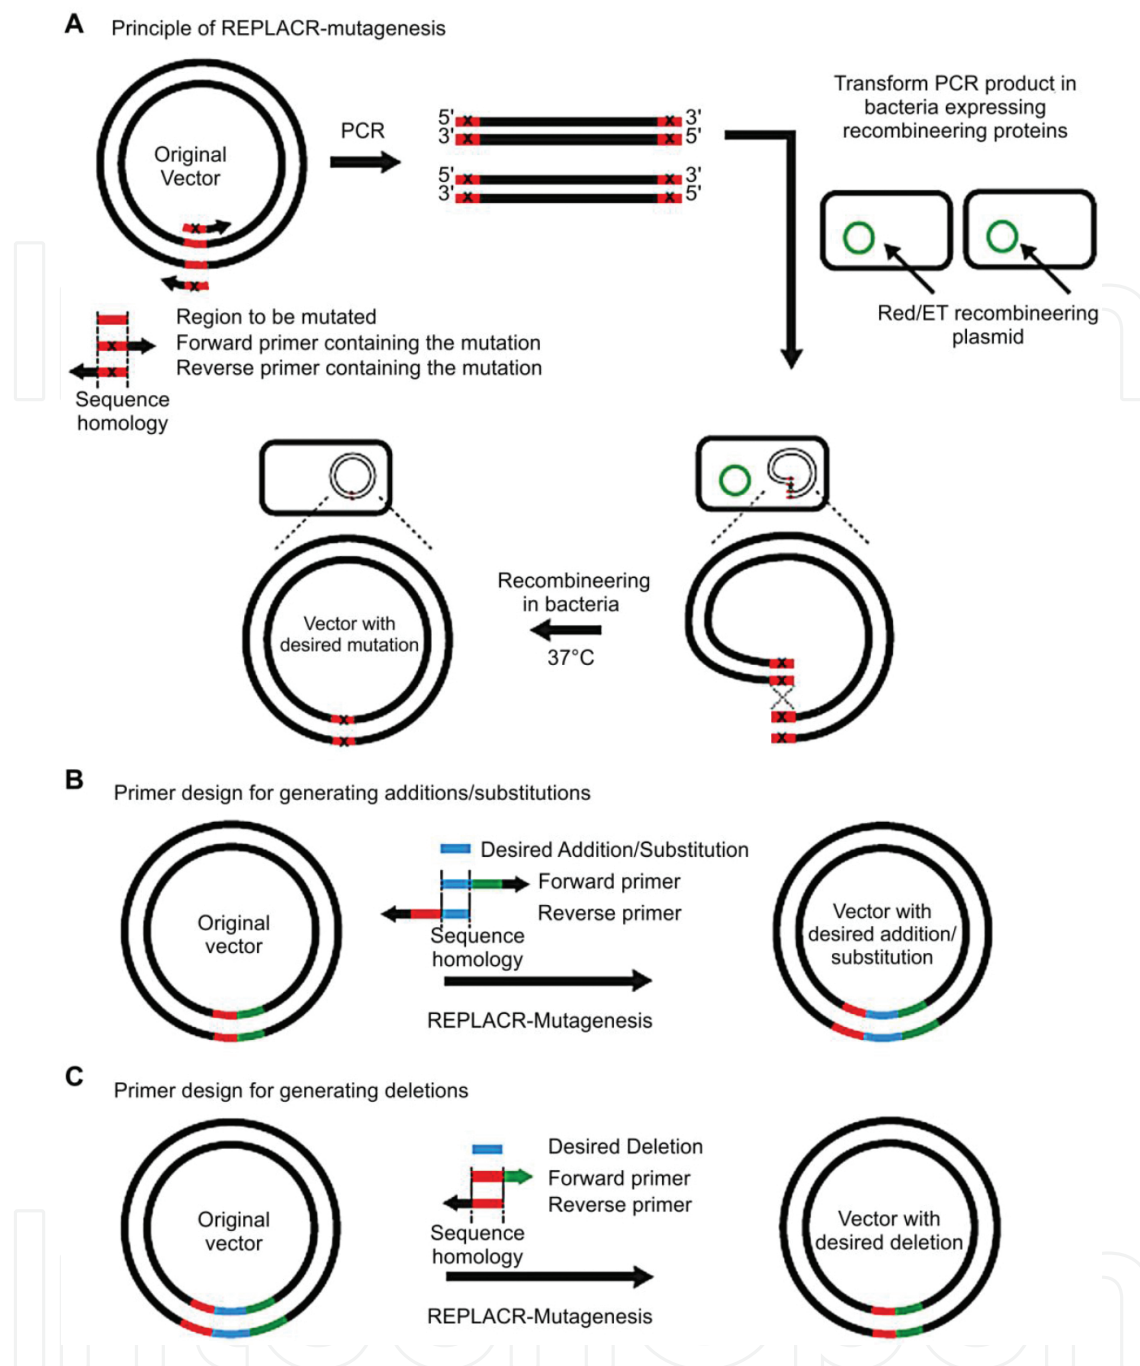 A
Principle of REPLACR-mutagenesis
Original
Vector
PCR
5'
3'
3'
5'
5'
3'
3'
5'
x
x
x
x
x
x
x
x
x
x
Transform PCR product in
bacteria expressing
recombineering proteins
Red/ET recombineering
plasmid
Region to be mutated
x
Forward primer containing the mutation
x
Reverse primer containing the mutation
Sequence
homology
Recombineering
in bacteria
37°C
x
x
x
x
Vector with
desired mutation
x
x
B
Primer design for generating additions/substitutions
Original
vector
Desired Addition/Substitution
Forward primer
Reverse primer
Sequence
homology
REPLACR-Mutagenesis
Vector with
desired addition/
substitution
C
Primer design for generating deletions
Original
vector
Desired Deletion
Forward primer
Reverse primer
Sequence
homology
REPLACR-Mutagenesis
Vector with
desired deletion